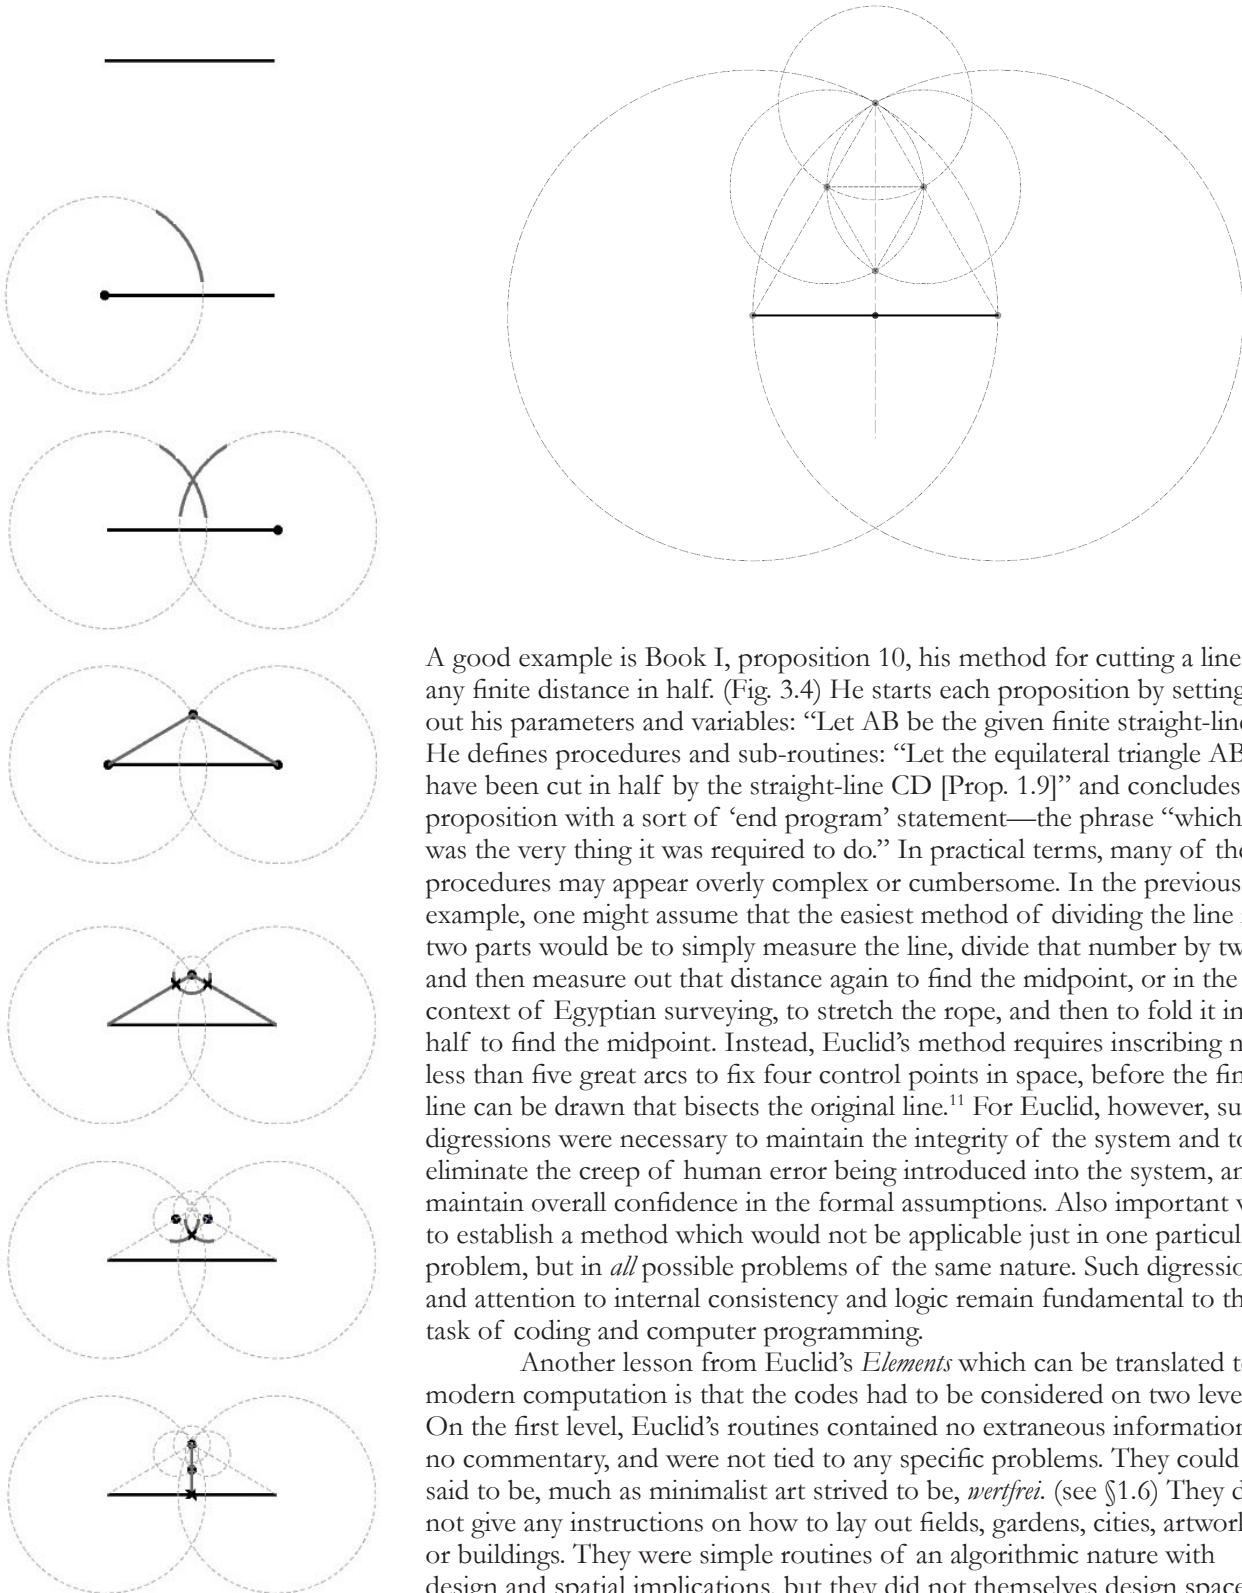 A good example is Book I, proposition 10, his method for cutting a line
any finite distance in half. (Fig. 3.4) He starts each proposition by setting
out his parameters and variables: “Let AB be the given finite straight-line
He defines procedures and sub-routines: “Let the equilateral triangle AB
have been cut in half by the straight-line CD [Prop. 1.9]” and concludes
proposition with a sort of ‘end program’ statement—the phrase “which
was the very thing it was required to do.” In practical terms, many of the
procedures may appear overly complex or cumbersome. In the previous
example, one might assume that the easiest method of dividing the line
two parts would be to simply measure the line, divide that number by tw
and then measure out that distance again to find the midpoint, or in the
context of Egyptian surveying, to stretch the rope, and then to fold it in
half to find the midpoint. Instead, Euclid’s method requires inscribing n
less than five great arcs to fix four control points in space, before the fin
line can be drawn that bisects the original line.¹¹ For Euclid, however, su
digressions were necessary to maintain the integrity of the system and to
eliminate the creep of human error being introduced into the system, an
maintain overall confidence in the formal assumptions. Also important w
to establish a method which would not be applicable just in one particul
problem, but in all possible problems of the same nature. Such digressio
and attention to internal consistency and logic remain fundamental to th
task of coding and computer programming.
Another lesson from Euclid’s Elements which can be translated t
modern computation is that the codes had to be considered on two leve
On the first level, Euclid’s routines contained no extraneous information
no commentary, and were not tied to any specific problems. They could
said to be, much as minimalist art strived to be, wertfrei. (see §1.6) They d
not give any instructions on how to lay out fields, gardens, cities, artwork
or buildings. They were simple routines of an algorithmic nature with
design and spatial implications, but they did not themselves design space